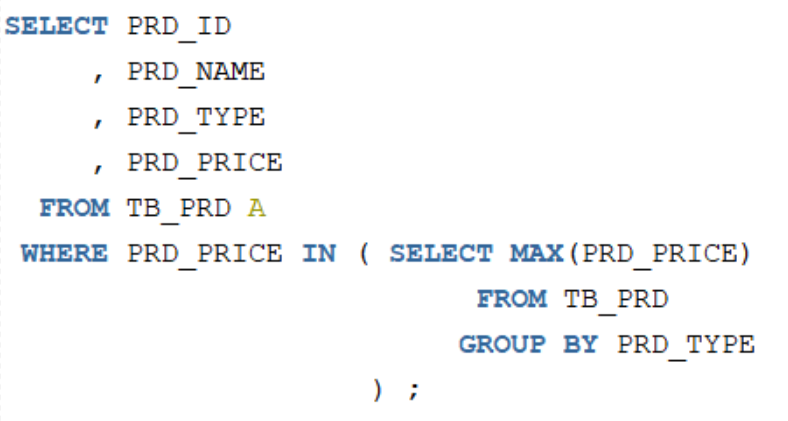 SELECT PRD_ID
, PRD_NAME
, PRD_TYPE
, PRD_PRICE
FROM TB_PRD A
WHERE PRD_PRICE IN ( SELECT MAX(PRD_PRICE)
FROM TB_PRD
GROUP BY PRD_TYPE
) ;